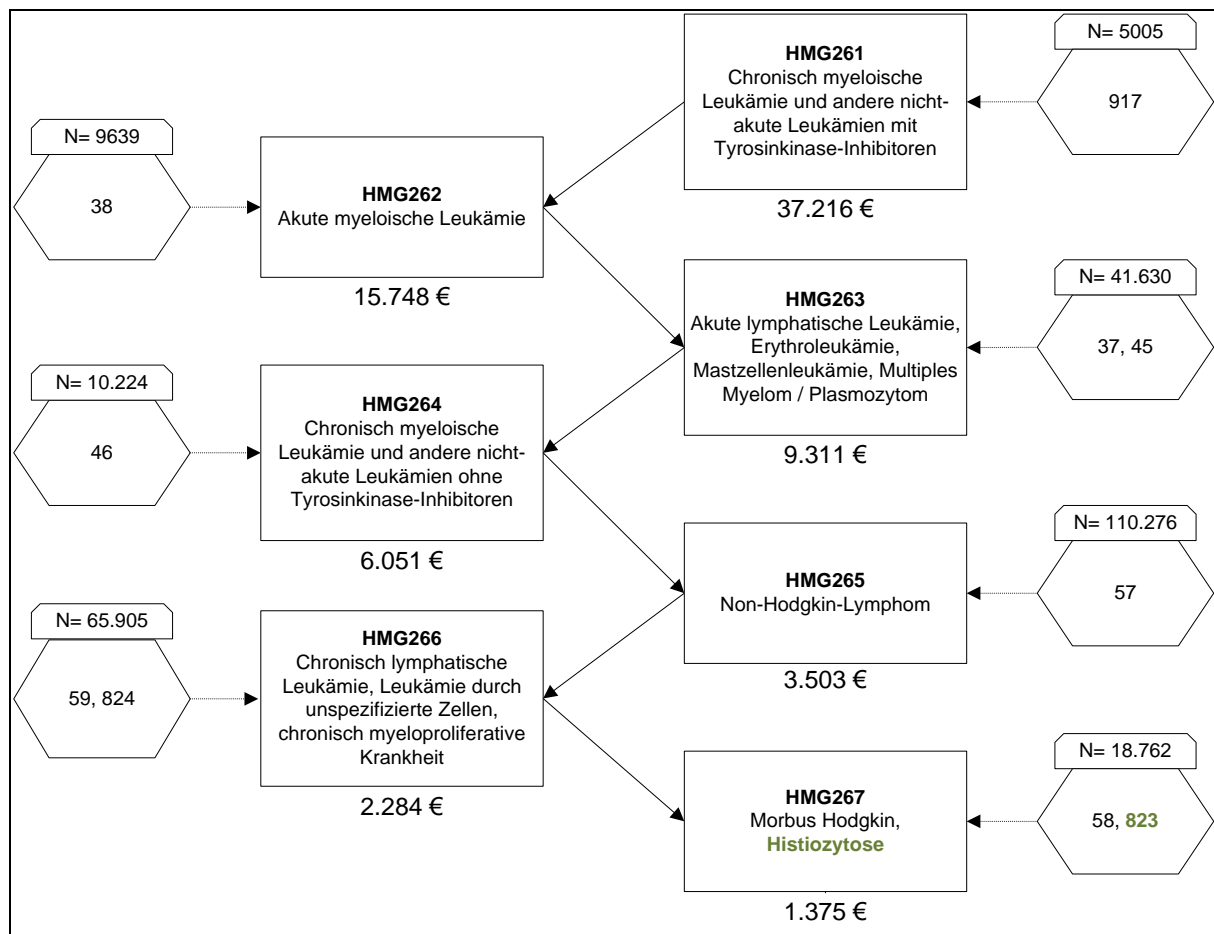 N= 5005
917
HMG261
Chronisch myeloische
Leukämie und andere nicht-
akute Leukämien mit
Tyrosinkinase-Inhibitoren
37.216 €
N= 9639
38
HMG262
Akute myeloische Leukämie
15.748 €
HMG263
Akute lymphatische Leukämie,
Erythroleukämie,
Mastzellenleukämie, Multiples
Myelom / Plasmozytom
9.311 €
N= 41.630
37, 45
N= 10.224
46
HMG264
Chronisch myeloische
Leukämie und andere nicht-
akute Leukämien ohne
Tyrosinkinase-Inhibitoren
6.051 €
HMG265
Non-Hodgkin-Lymphom
3.503 €
N= 110.276
57
N= 65.905
59, 824
HMG266
Chronisch lymphatische
Leukämie, Leukämie durch
unspezifizierte Zellen,
chronisch myeloproliferative
Krankheit
2.284 €
HMG267
Morbus Hodgkin,
Histiozytose
1.375 €
N= 18.762
58, 823